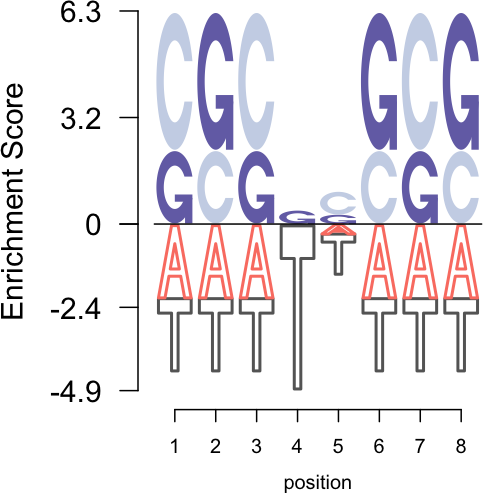 Enrichment Score
6.3
3.2
0
-2.4
-4.9
C G C G C G
G C G G C G C G C
A A A T A T A A A
T T T T T T
1 2 3 4 5 6 7 8
position